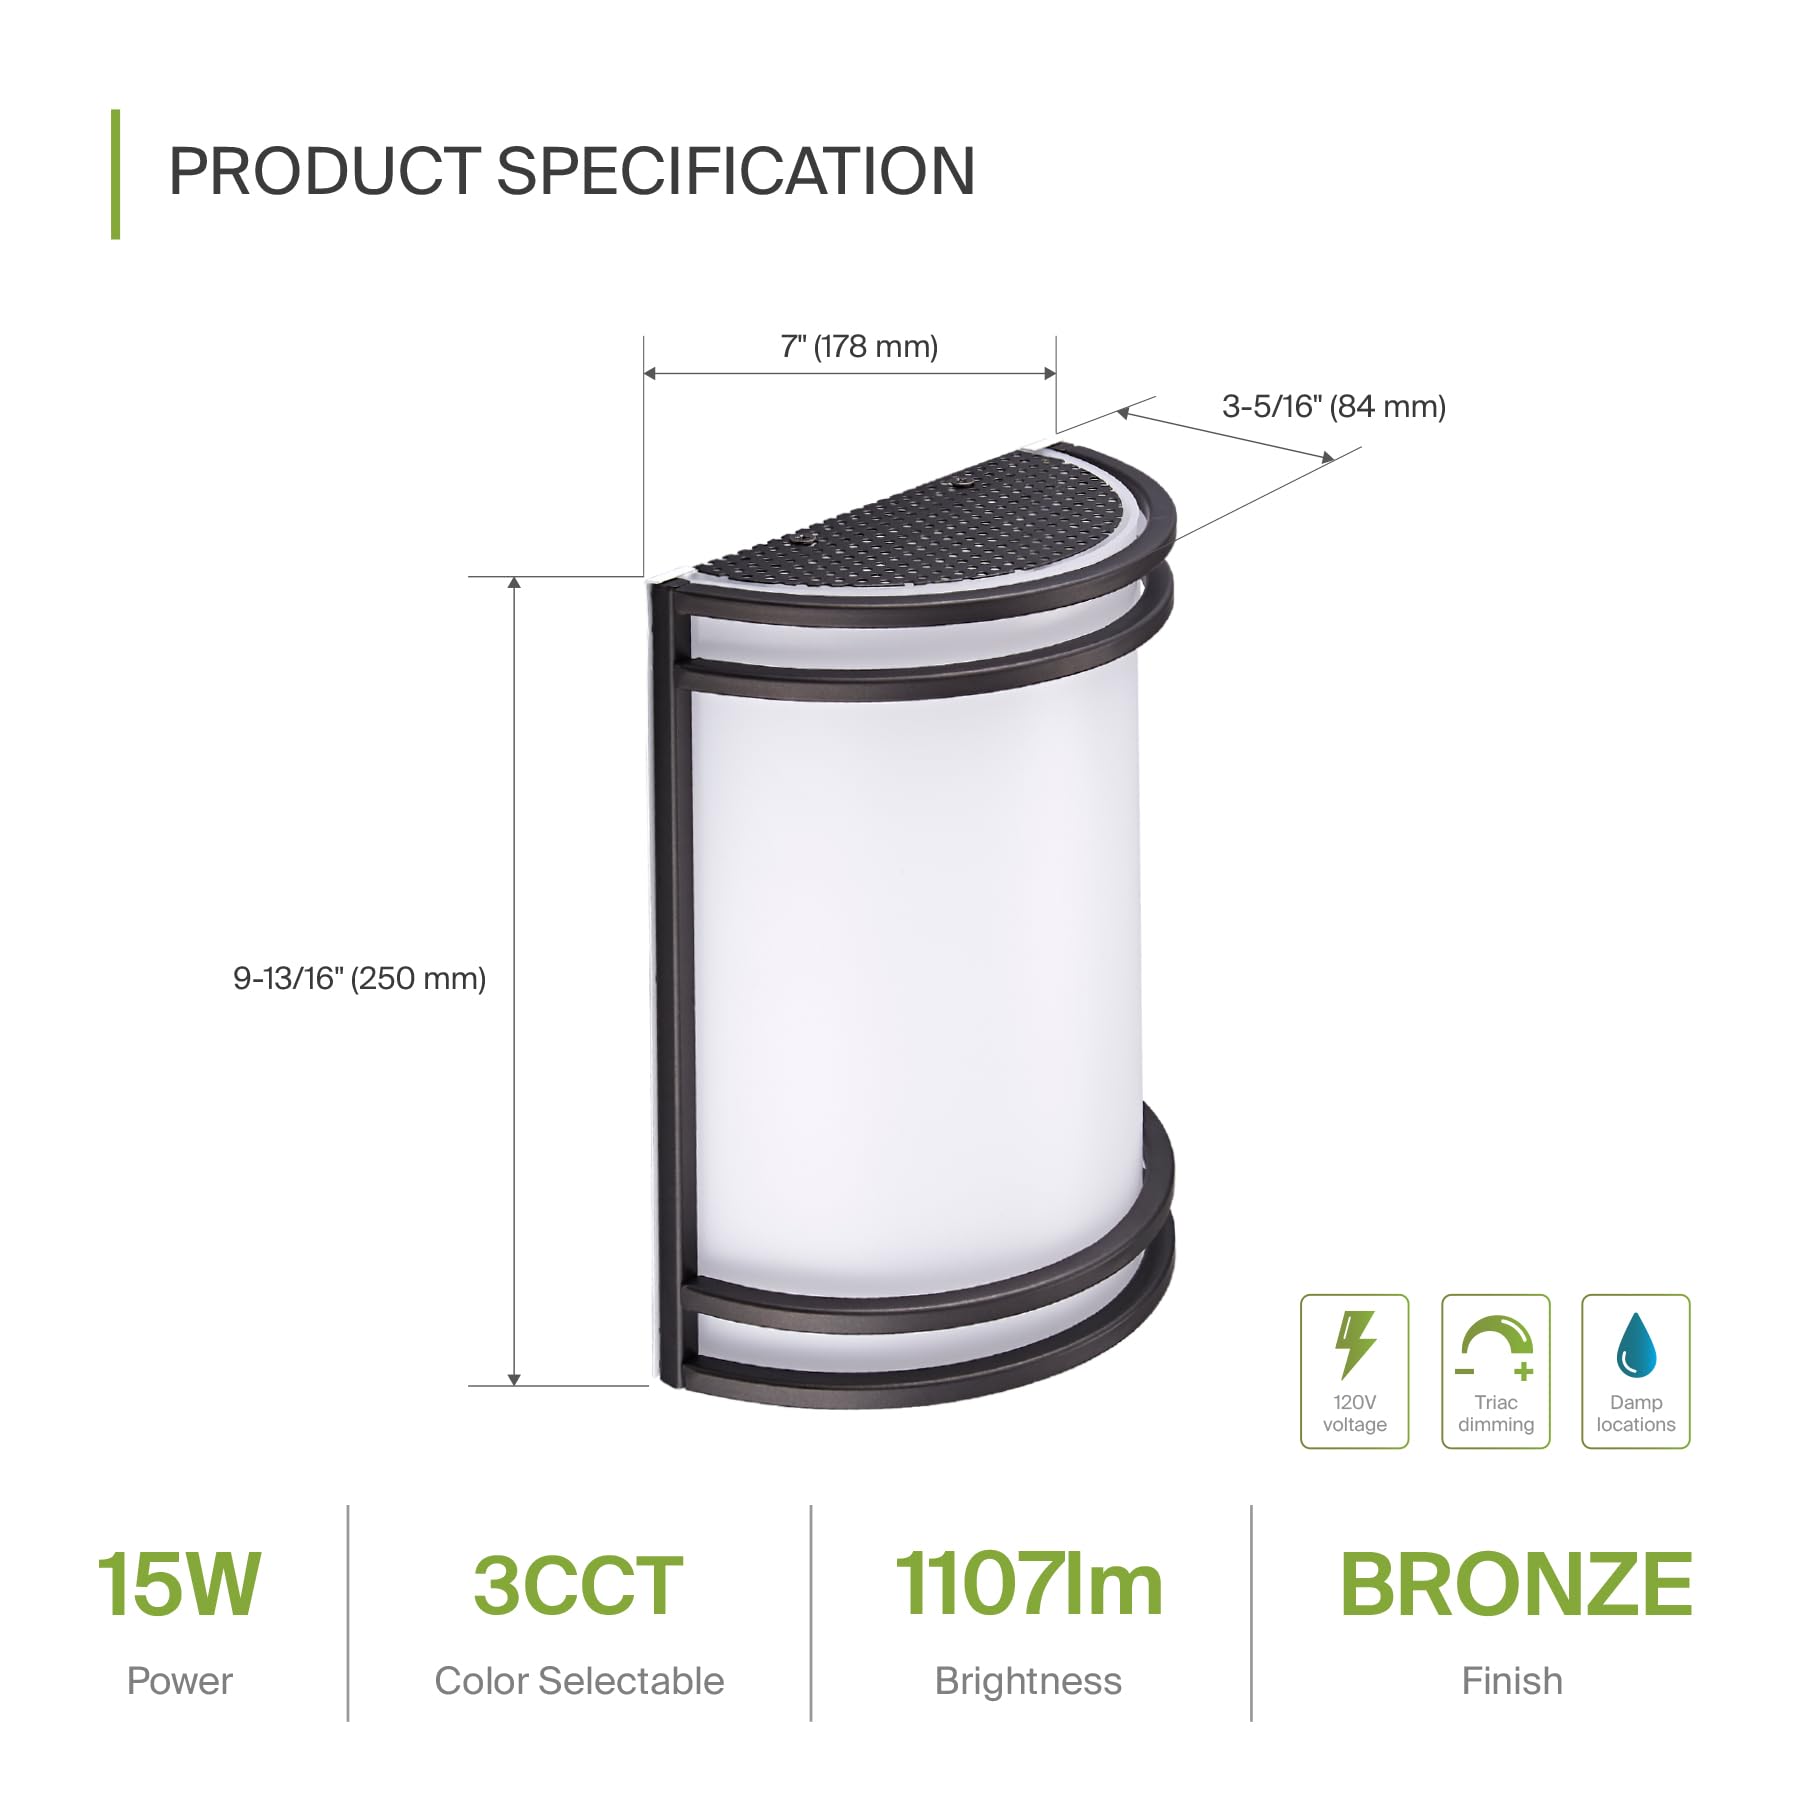 PRODUCT SPECIFICATION
7" (178 mm)
3-5/16" (84 mm)
9-13/16" (250 mm)
120V
voltage
Triac
dimming
Damp
locations
15W
Power
3CCT
Color Selectable
1107lm
Brightness
BRONZE
Finish